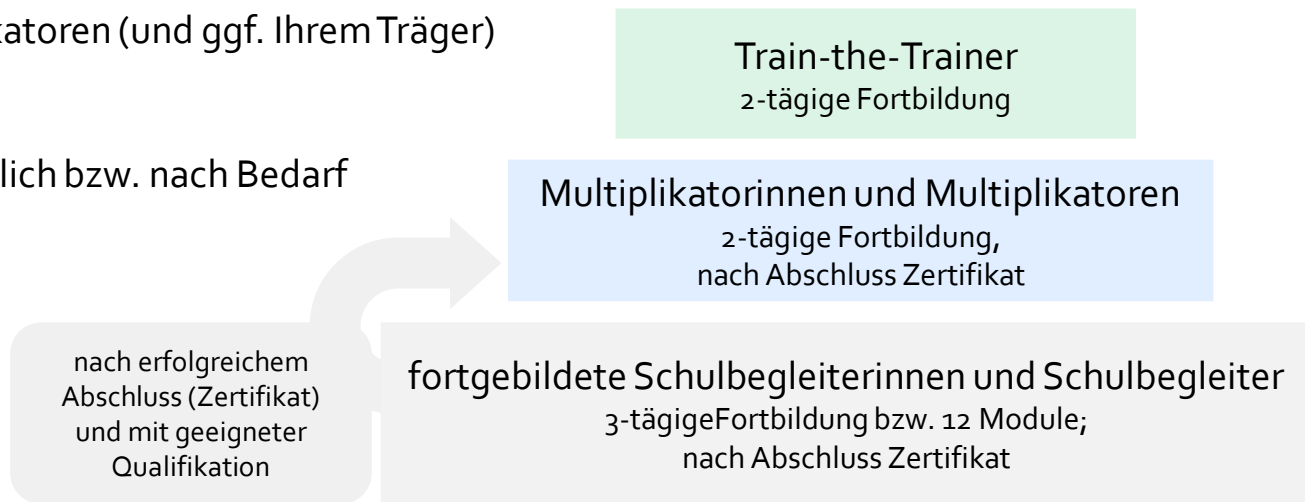 katoren (und ggf. Ihrem Träger)
lich bzw. nach Bedarf
Train-the-Trainer
2-tägige Fortbildung
Multiplikatorinnen und Multiplikatoren
2-tägige Fortbildung,
nach Abschluss Zertifikat
nach erfolgreichem
Abschluss (Zertifikat)
und mit geeigneter
Qualifikation
fortgebildete Schulbegleiterinnen und Schulbegleiter
3-tägigeFortbildung bzw. 12 Module;
nach Abschluss Zertifikat